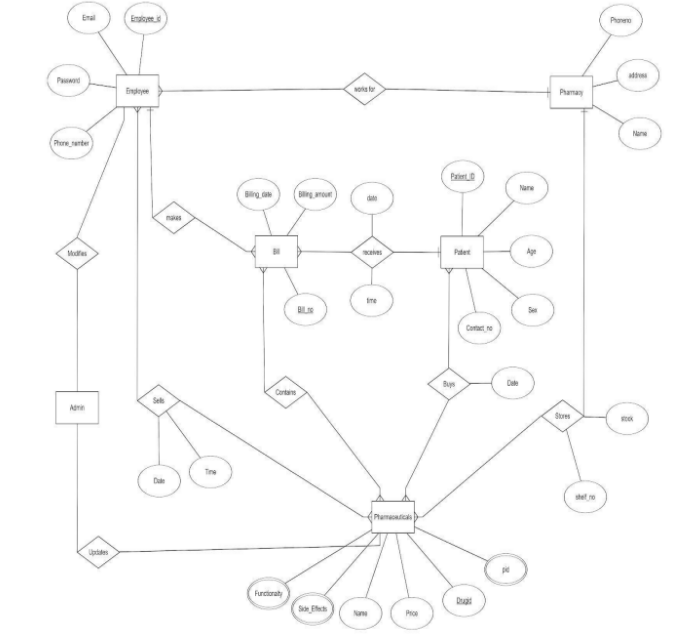 Email
Employee_id
Phoneno
Password
Employee
works for
Pharmacy
address
Phone_number
Name
Patient_ID
Name
Billing_date
Billing_amount
date
makes
Modifies
Bill
receives
Patient
Age
Bill_no
time
Sex
Contact_no
Contains
Buys
Date
Admin
Sells
Stores
stock
Date
Time
shelf_no
Pharmaceuticals
Updates
pid
Functionality
Side_Effects
Name
Price
Drugid